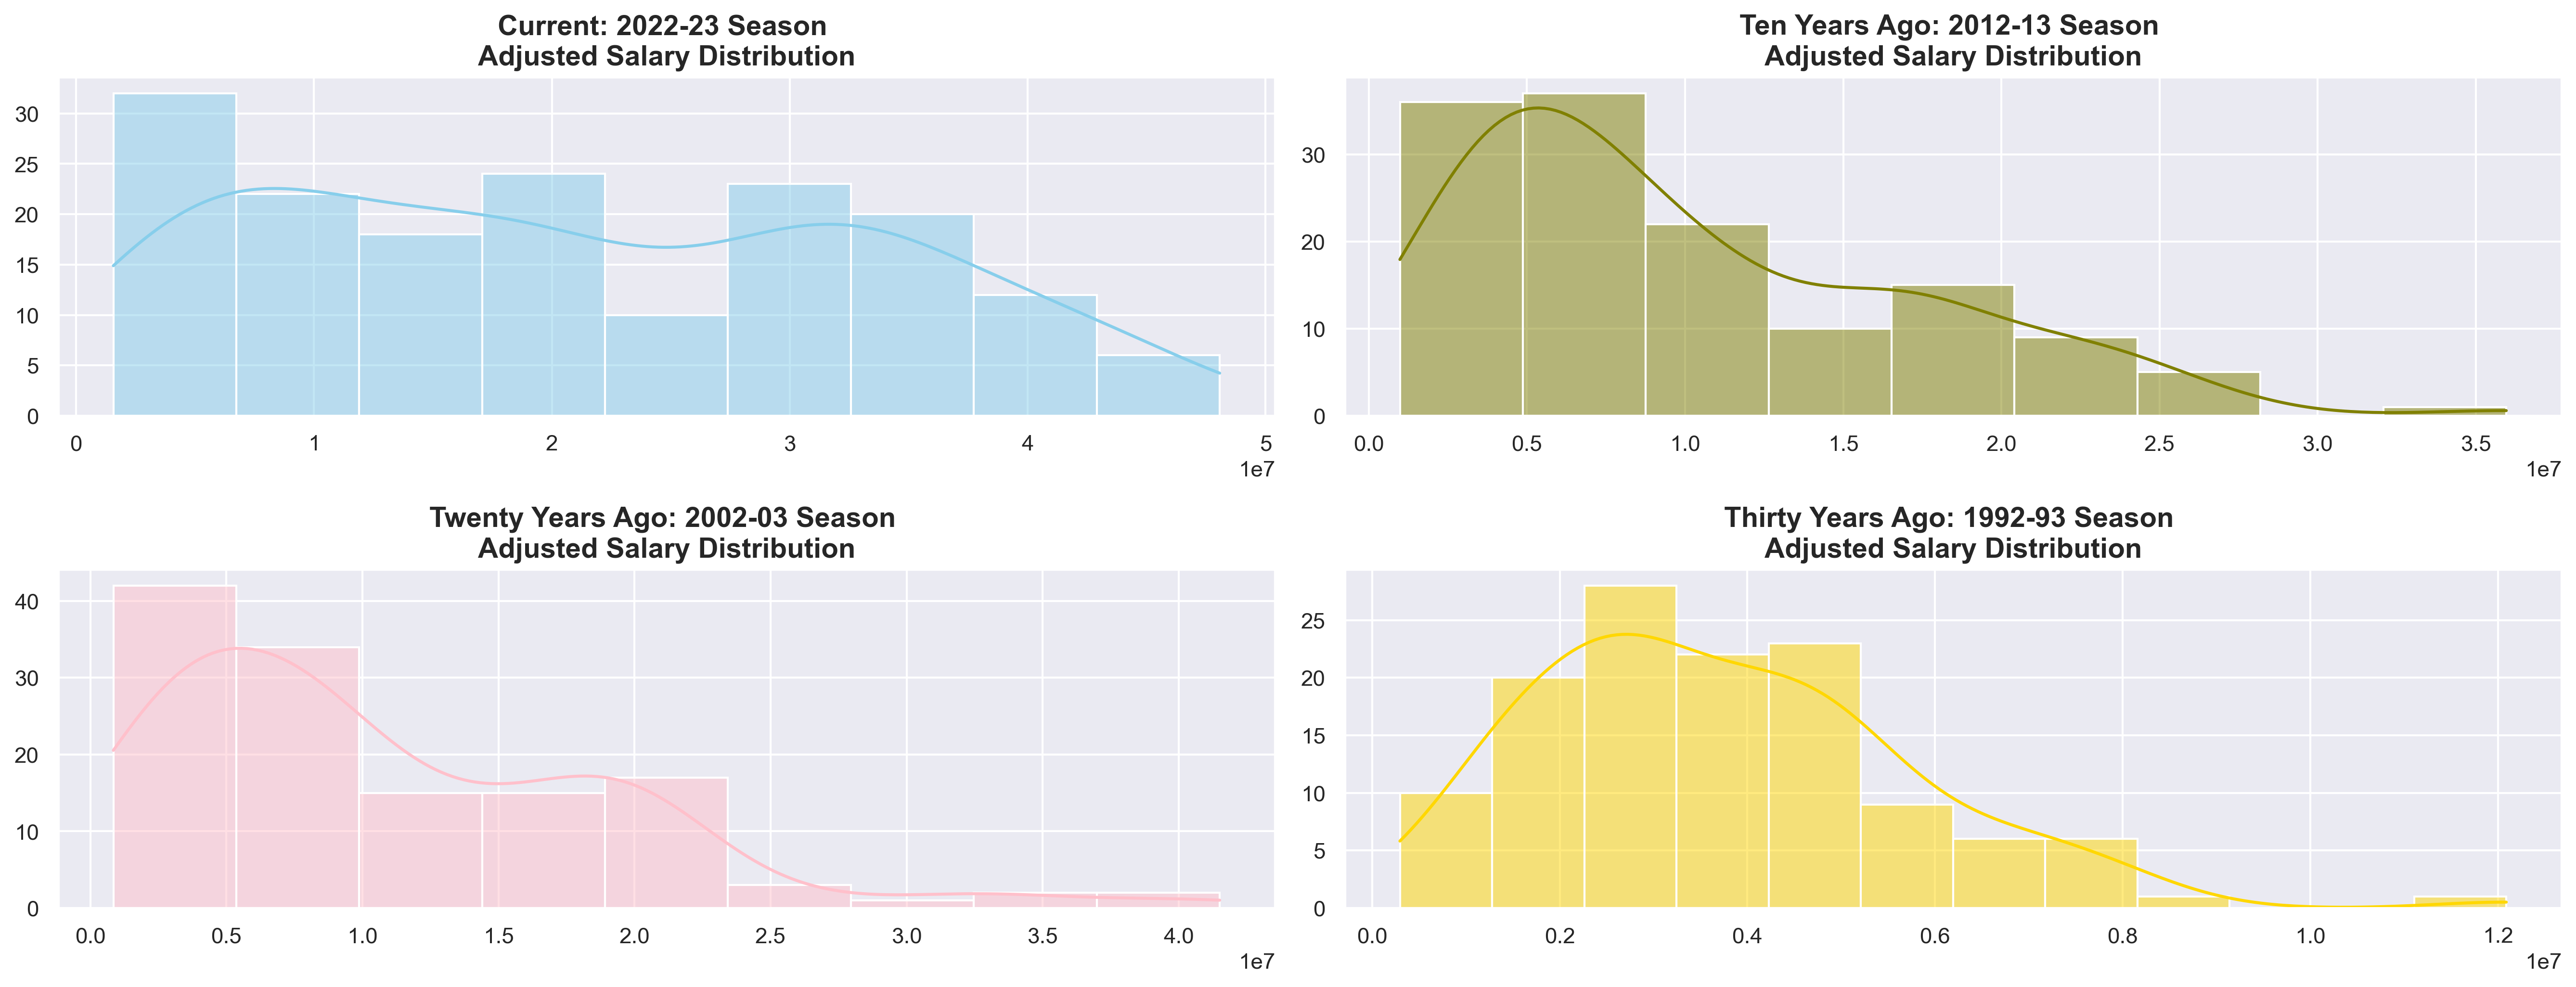 Current: 2022-23 Season
Adjusted Salary Distribution
30
25
20
15
10
5
0
0 1 2 3 4 5
1e7
Ten Years Ago: 2012-13 Season
Adjusted Salary Distribution
30
20
10
0
0.0 0.5 1.0 1.5 2.0 2.5 3.0 3.5
1e7
Twenty Years Ago: 2002-03 Season
Adjusted Salary Distribution
40
30
20
10
0
0.0 0.5 1.0 1.5 2.0 2.5 3.0 3.5 4.0
1e7
Thirty Years Ago: 1992-93 Season
Adjusted Salary Distribution
25
20
15
10
5
0
0.0 0.2 0.4 0.6 0.8 1.0 1.2
1e7